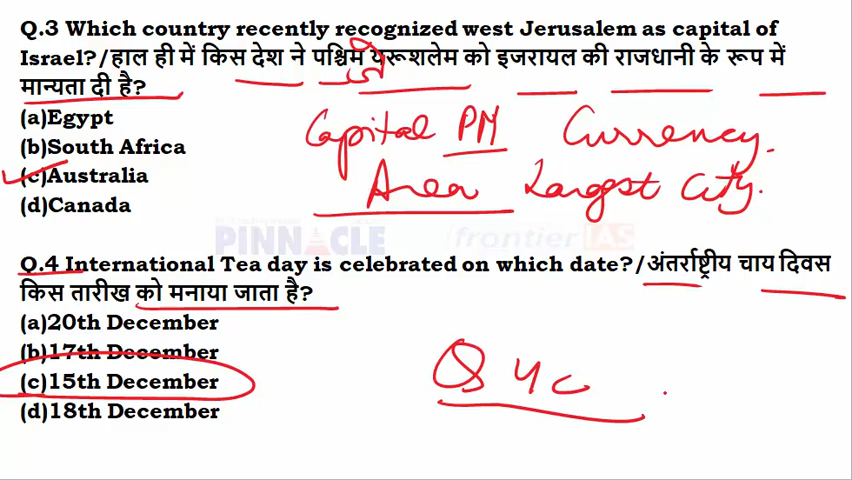 Q.3 Which country recently recognized west Jerusalem as capital of
Israel?/हाल ही में किस देश ने पश्चिम यरूशलेम को इजरायल की राजधानी के रूप में
मान्यता दी है?
(a)Egypt
(b)South Africa
(c)Australia
(d)Canada
जे
Capital PM Currency.
Area Largest City.
PINNACLE frontier IAS
Q.4 International Tea day is celebrated on which date?/अंतर्राष्ट्रीय चाय दिवस
किस तारीख को मनाया जाता है?
(a)20th December
(b)17th December
(c)15th December
(d)18th December
Q 4 c